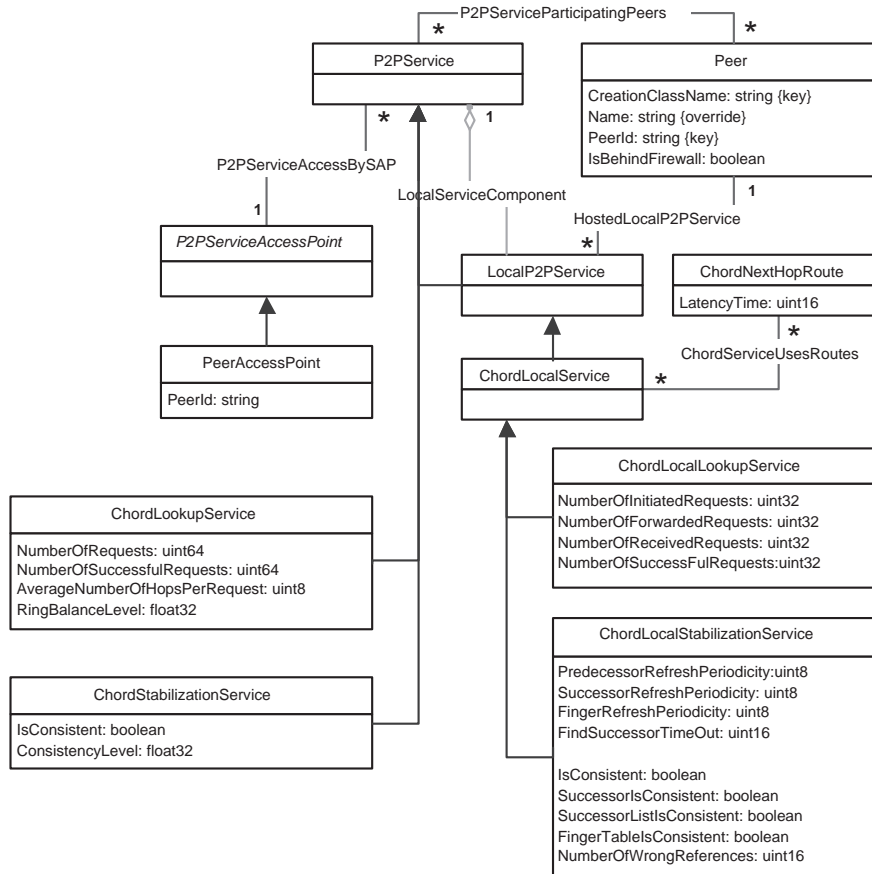 P2PServiceParticipatingPeers
*
*
P2PService
Peer
CreationClassName: string {key}
Name: string {override}
PeerId: string {key}
IsBehindFirewall: boolean
*
1
P2PServiceAccessBySAP
LocalServiceComponent
1
1
HostedLocalP2PService
*
P2PServiceAccessPoint
LocalP2PService
ChordNextHopRoute
LatencyTime: uint16
*
ChordServiceUsesRoutes
PeerAccessPoint
PeerId: string
ChordLocalService
*
ChordLocalLookupService
NumberOfInitiatedRequests: uint32
NumberOfForwardedRequests: uint32
NumberOfReceivedRequests: uint32
NumberOfSuccessFulRequests:uint32
ChordLookupService
NumberOfRequests: uint64
NumberOfSuccessfulRequests: uint64
AverageNumberOfHopsPerRequest: uint8
RingBalanceLevel: float32
ChordLocalStabilizationService
PredecessorRefreshPeriodicity:uint8
SuccessorRefreshPeriodicity: uint8
FingerRefreshPeriodicity: uint8
FindSuccessorTimeOut: uint16
IsConsistent: boolean
SuccessorIsConsistent: boolean
SuccessorListIsConsistent: boolean
FingerTableIsConsistent: boolean
NumberOfWrongReferences: uint16
ChordStabilizationService
IsConsistent: boolean
ConsistencyLevel: float32